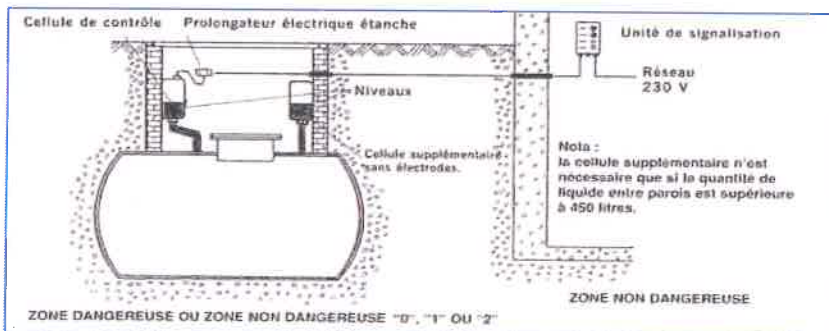 Cellule de contrôle
Prolongateur électrique étanche
Unité de signalisation
Réseau
230 V
Niveaux
Cellule supplémentaire
sans électrodes.
Nota :
la cellule supplémentaire n'est
nécessaire que si la quantité de
liquide entre parois est supérieure
à 450 litres.
ZONE NON DANGEREUSE
ZONE DANGEREUSE OU ZONE NON DANGEREUSE "0", "1" OU "2"